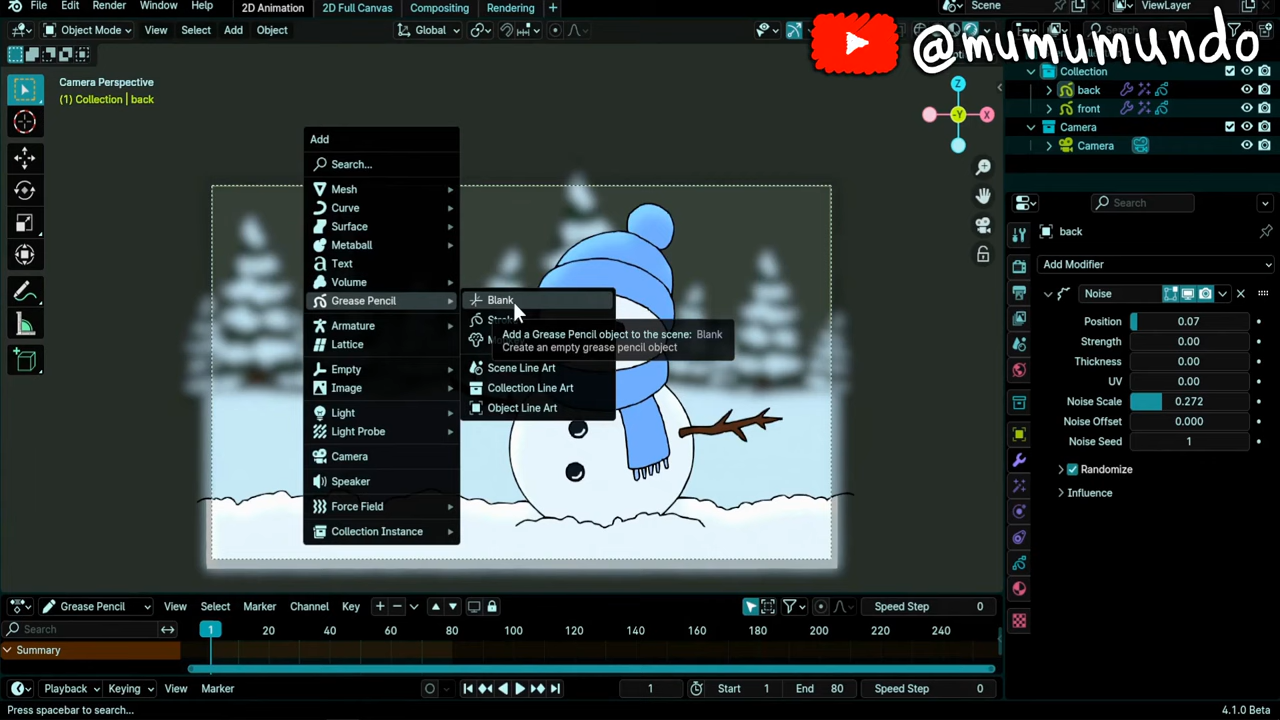 File Edit Render Window Help
2D Animation 2D Full Canvas Compositing Rendering
Scene
ViewLayer
Object Mode View Select Add Object
Global
Search
@mumumundo
Camera Perspective
(1) Collection | back
Z
X
-Y
Add
Search...
Mesh
Curve
Surface
Metaball
Text
Volume
Grease Pencil
Armature
Lattice
Empty
Image
Light
Light Probe
Camera
Speaker
Force Field
Collection Instance
Blank
Add a Grease Pencil object to the scene: Blank
Create an empty grease pencil object
Scene Line Art
Collection Line Art
Object Line Art
Collection
back
front
Camera
Camera
Search
back
Add Modifier
Noise
Position 0.07
Strength 0.00
Thickness 0.00
UV 0.00
Noise Scale 0.272
Noise Offset 0.000
Noise Seed 1
Randomize
Influence
Grease Pencil View Select Marker Channel Key
Speed Step 0
Search
1 20 40 60 80 100 120 140 160 180 200 220 240
Summary
Playback Keying View Marker
1 Start 1 End 80 Speed Step 0
Press spacebar to search...
4.1.0 Beta